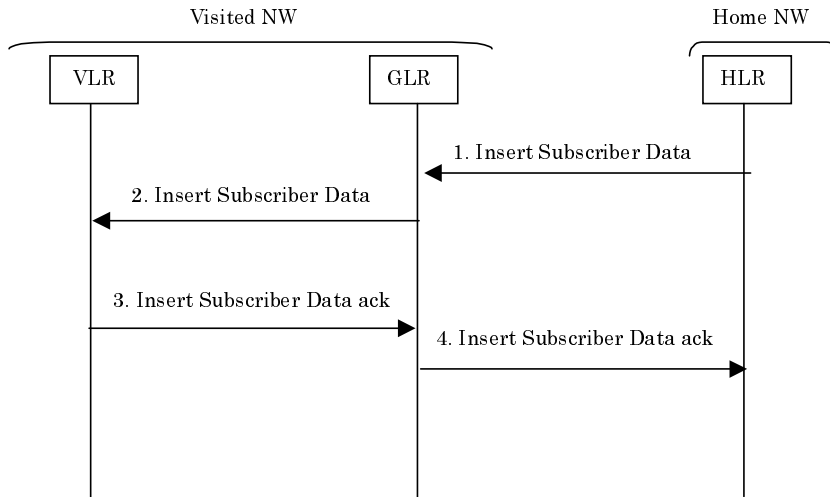 Visited NW
Home NW
VLR
GLR
HLR
1. Insert Subscriber Data
2. Insert Subscriber Data
3. Insert Subscriber Data ack
4. Insert Subscriber Data ack